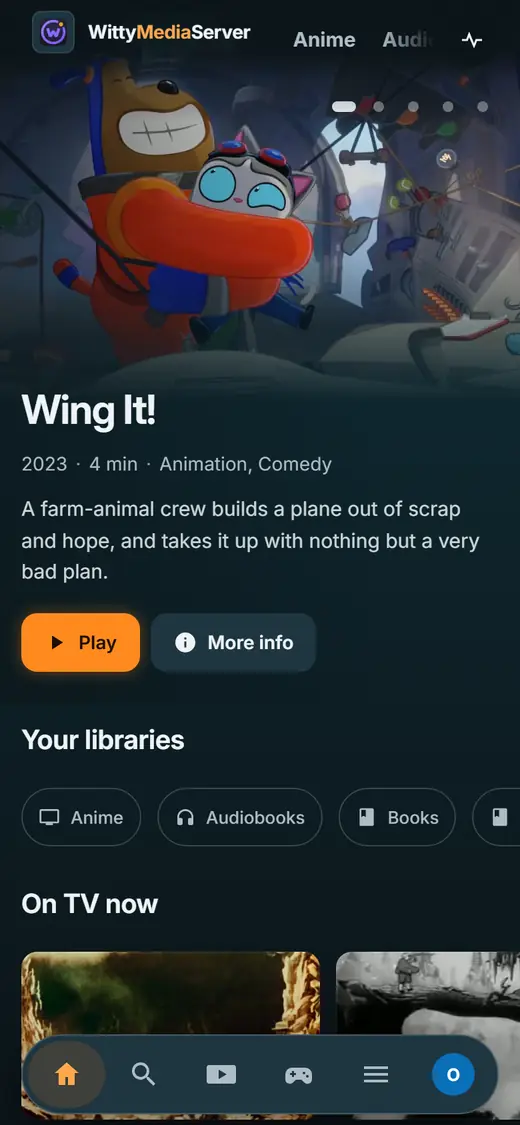 WittyMediaServer
Anime
Audi
Wing It!
2023 · 4 min · Animation, Comedy
A farm-animal crew builds a plane out of scrap
and hope, and takes it up with nothing but a very
bad plan.
Play
More info
Your libraries
Anime
Audiobooks
Books
On TV now
O